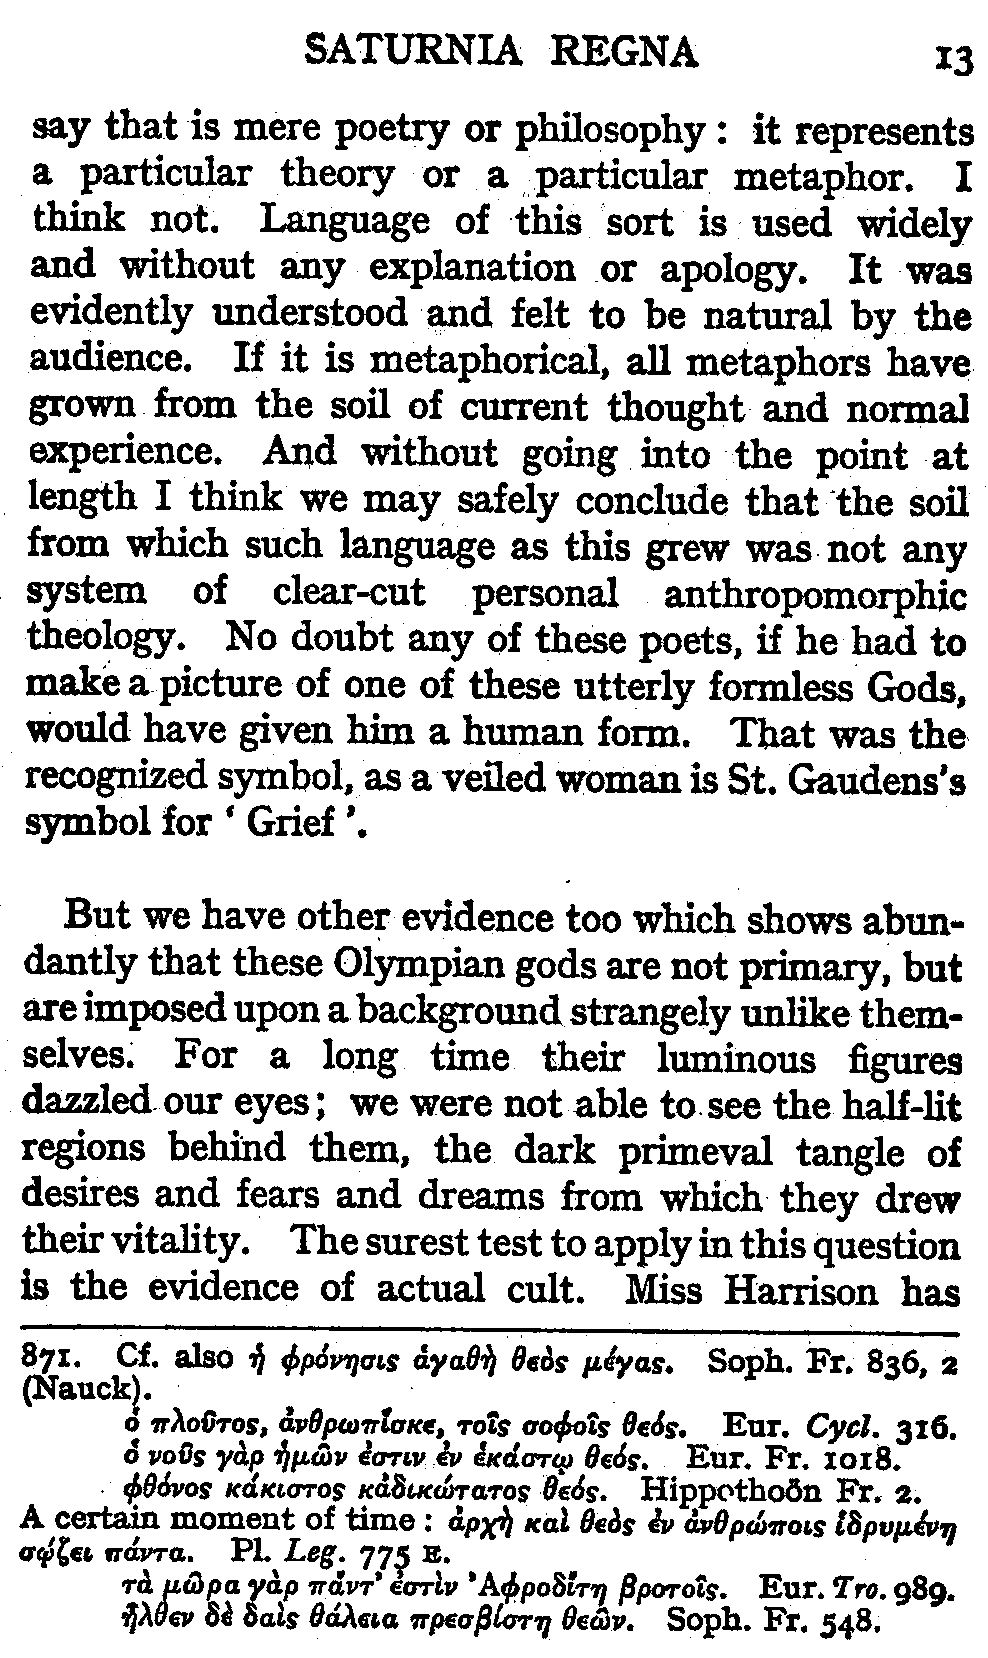 SATURNIA REGNA 13
say that is mere poetry or philosophy : it represents
a particular theory or a particular metaphor. I
think not. Language of this sort is used widely
and without any explanation or apology. It was
evidently understood and felt to be natural by the
audience. If it is metaphorical, all metaphors have
grown from the soil of current thought and normal
experience. And without going into the point at
length I think we may safely conclude that the soil
from which such language as this grew was not any
system of clear-cut personal anthropomorphic
theology. No doubt any of these poets, if he had to
make a picture of one of these utterly formless Gods,
would have given him a human form. That was the
recognized symbol, as a veiled woman is St. Gaudens's
symbol for ‘ Grief ’.
But we have other evidence too which shows abun-
dantly that these Olympian gods are not primary, but
are imposed upon a background strangely unlike them-
selves. For a long time their luminous figures
dazzled our eyes; we were not able to see the half-lit
regions behind them, the dark primeval tangle of
desires and fears and dreams from which they drew
their vitality. The surest test to apply in this question
is the evidence of actual cult. Miss Harrison has
871. Cf. also ἡ φρόνησις ἀγαθὴ θεὸς μέγας. Soph. Fr. 836, 2
(Nauck).
ὁ πλοῦτος, ἀνθρωπίσκε, τοῖς σοφοῖς θεός. Eur. Cycl. 316.
ὁ νοῦς γὰρ ἡμῶν ἐστιν ἐν ἑκάστῳ θεός. Eur. Fr. 1018.
φθόνος κάκιστος κἀδικώτατος θεός. Hippothoön Fr. 2.
A certain moment of time : ἀρχὴ καὶ θεὸς ἐν ἀνθρώποις ἱδρυμένη
σῴζει πάντα. Pl. Leg. 775 E.
τὰ μῶρα γὰρ πάντ' ἐστὶν Ἀφροδίτη βροτοῖς. Eur. Tro. 989.
ἦλθεν δὲ δαὶς θάλεια πρεσβίστη θεῶν. Soph. Fr. 548.